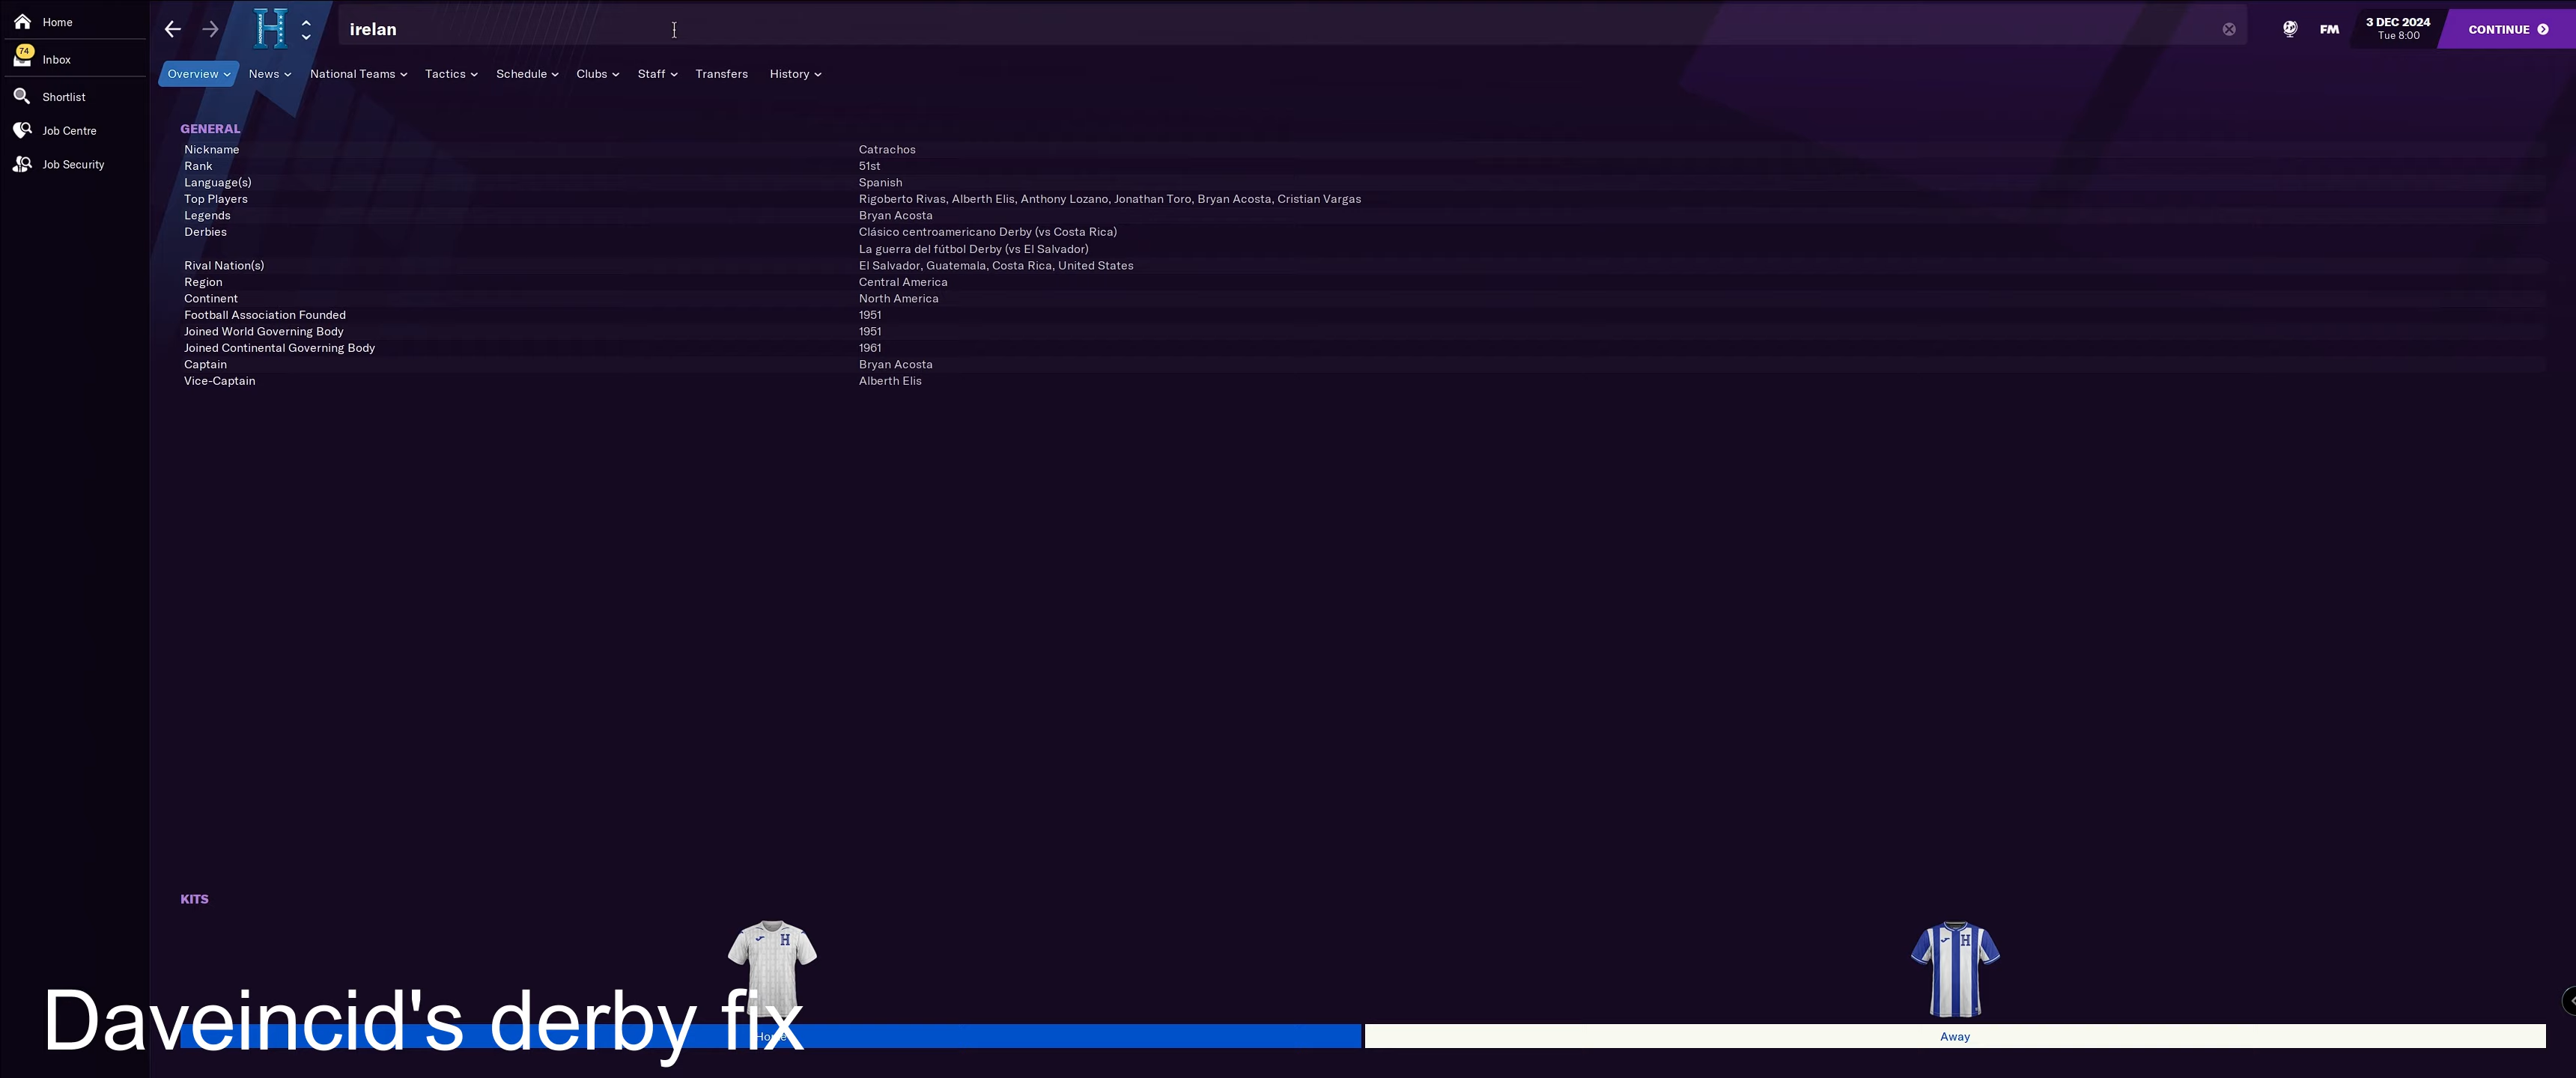 Home
irelan
3 DEC 2024
Tue 8:00
CONTINUE
FM
74
Inbox
Overview
News
National Teams
Tactics
Schedule
Clubs
Staff
Transfers
History
Shortlist
Job Centre
Job Security
GENERAL
Nickname Catrachos
Rank 51st
Language(s) Spanish
Top Players Rigoberto Rivas, Alberth Elis, Anthony Lozano, Jonathan Toro, Bryan Acosta, Cristian Vargas
Legends Bryan Acosta
Derbies Clásico centroamericano Derby (vs Costa Rica)
La guerra del fútbol Derby (vs El Salvador)
Rival Nation(s) El Salvador, Guatemala, Costa Rica, United States
Region Central America
Continent North America
Football Association Founded 1951
Joined World Governing Body 1951
Joined Continental Governing Body 1961
Captain Bryan Acosta
Vice-Captain Alberth Elis
KITS
Daveincid's derby fix
Away